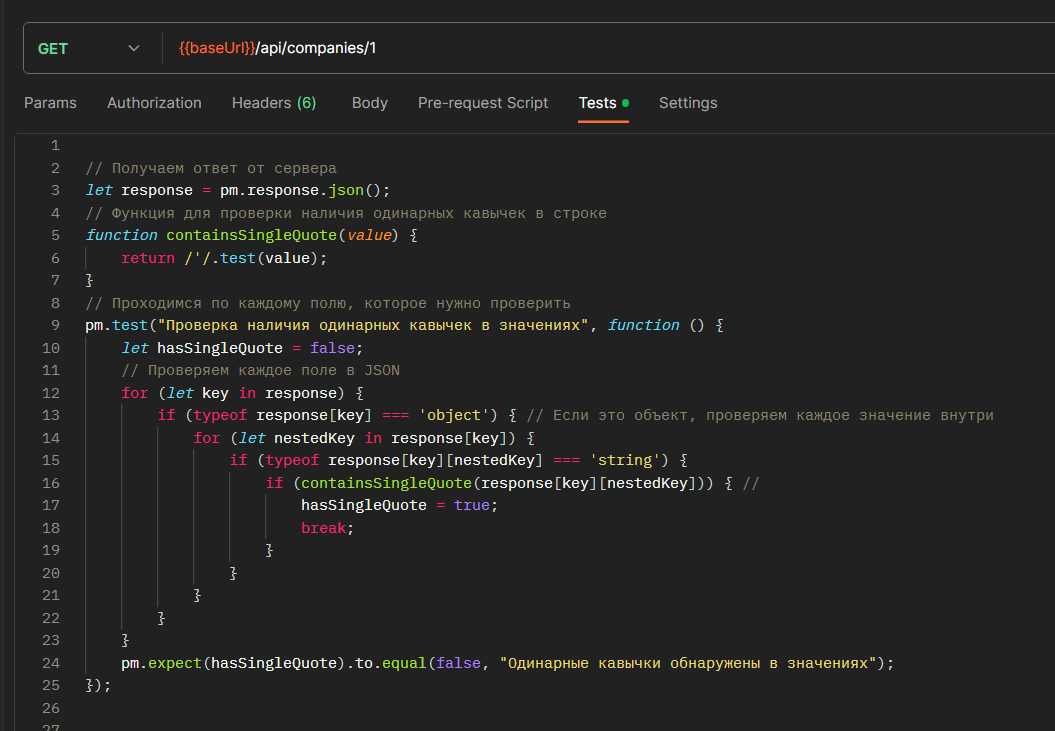 GET {{baseUrl}}/api/companies/1
Params Authorization Headers (6) Body Pre-request Script Tests Settings
1
2 // Получаем ответ от сервера
3 let response = pm.response.json();
4 // Функция для проверки наличия одинарных кавычек в строке
5 function containsSingleQuote(value) {
6     return /'/.test(value);
7 }
8 // Проходимся по каждому полю, которое нужно проверить
9 pm.test("Проверка наличия одинарных кавычек в значениях", function () {
10     let hasSingleQuote = false;
11     // Проверяем каждое поле в JSON
12     for (let key in response) {
13         if (typeof response[key] === 'object') { // Если это объект, проверяем каждое значение внутри
14             for (let nestedKey in response[key]) {
15                 if (typeof response[key][nestedKey] === 'string') {
16                     if (containsSingleQuote(response[key][nestedKey])) { //
17                         hasSingleQuote = true;
18                         break;
19                     }
20                 }
21             }
22         }
23     }
24     pm.expect(hasSingleQuote).to.equal(false, "Одинарные кавычки обнаружены в значениях");
25 });
26
27